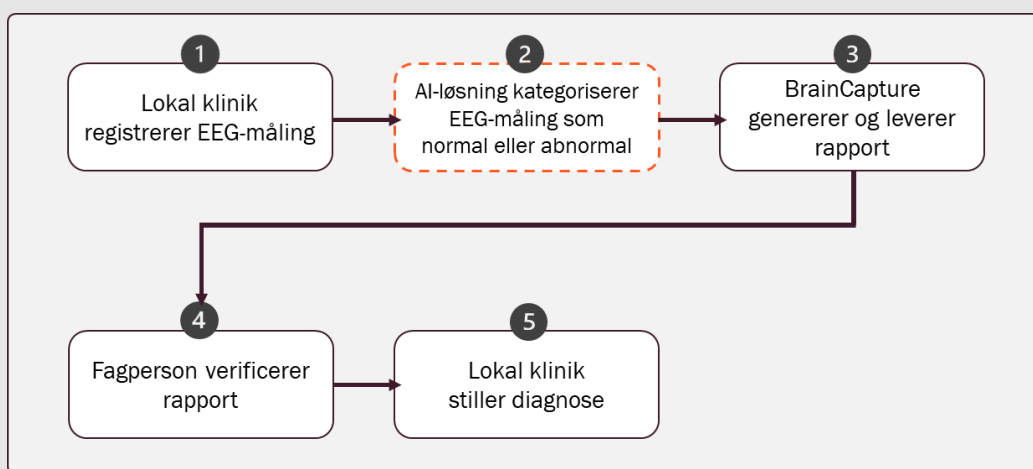 1
Lokal klinik
registrerer EEG-måling
2
AI-løsning kategoriserer
EEG-måling som
normal eller abnormal
3
BrainCapture
genererer og leverer
rapport
4
Fagperson verificerer
rapport
5
Lokal klinik
stiller diagnose